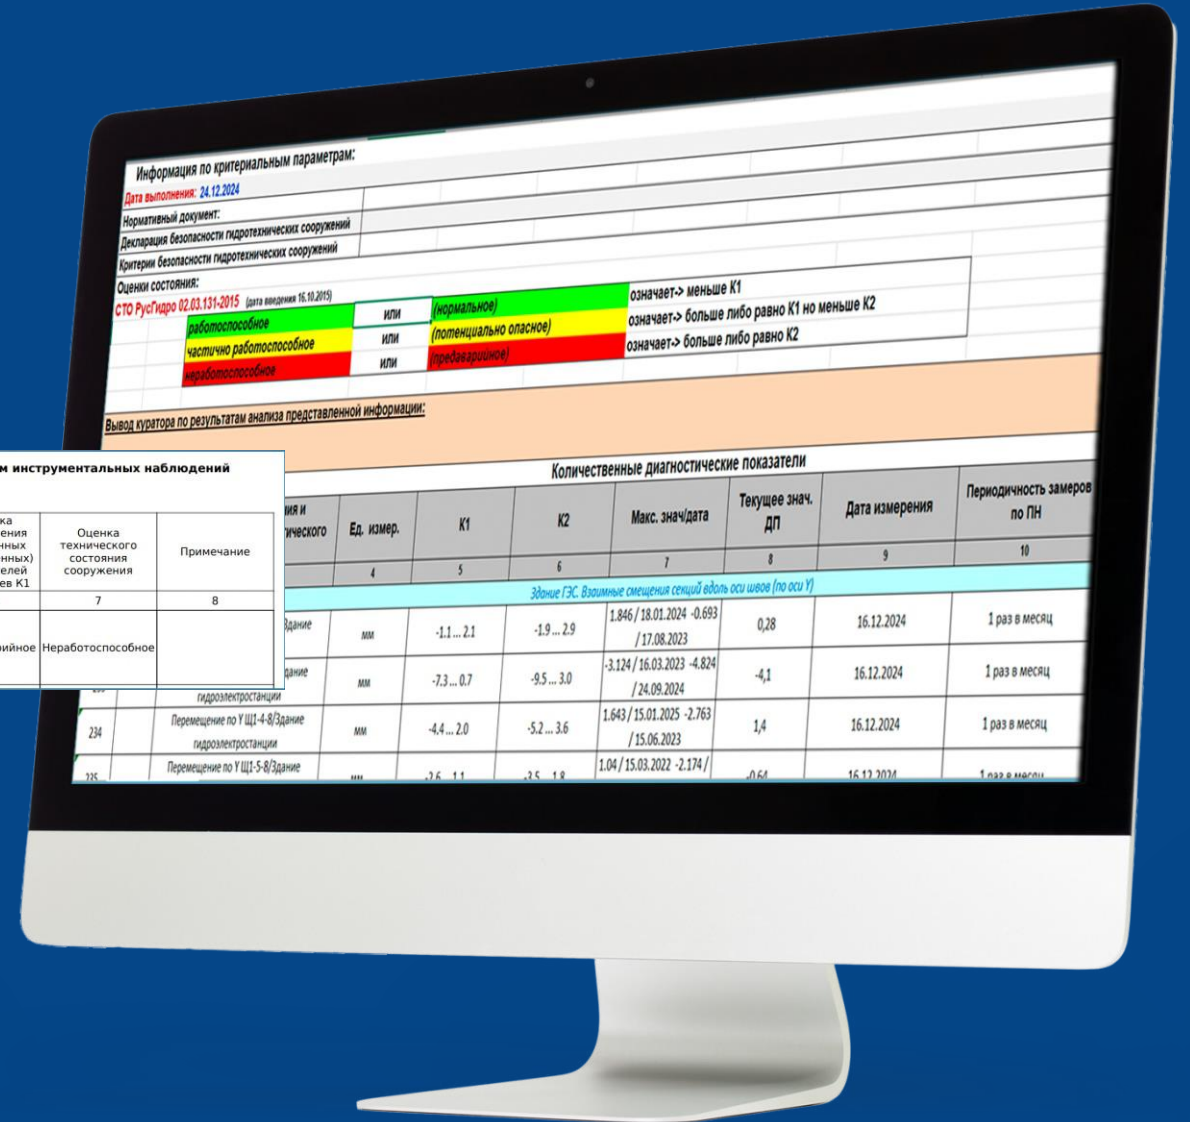 Информация по критериальным параметрам:
Дата выполнения: 24.12.2024
Нормативный документ:
Декларация безопасности гидротехнических сооружений
Критерии безопасности гидротехнических сооружений
Оценки состояния:
СТО РусГидро 02.03.131-2015 (дата введения 16.10.2015)
работоспособное или (нормальное) означает-> меньше К1
частично работоспособное или (потенциально опасное) означает-> больше либо равно К1 но меньше К2
неработоспособное или (предаварийное) означает-> больше либо равно К2
Вывод куратора по результатам анализа представленной информации:
Количественные диагностические показатели
Ед. измер. К1 К2 Макс. знач/дата Текущее знач. ДП Дата измерения Периодичность замеров по ПН
4 5 6 7 8 9 10
Здание ГЭС. Взаимные смещения секций вдоль оси швов (по оси Y)
Здание мм -1.1 ... 2.1 -1.9 ... 2.9 1.846 / 18.01.2024 -0.693 / 17.08.2023 0,28 16.12.2024 1 раз в месяц
дание гидроэлектростанции мм -7.3 ... 0.7 -9.5 ... 3.0 -3.124 / 16.03.2023 -4.824 / 24.09.2024 -4,1 16.12.2024 1 раз в месяц
234 Перемещение по Y Щ1-4-8/Здание гидроэлектростанции мм -4.4 ... 2.0 -5.2 ... 3.6 1.643 / 15.01.2025 -2.763 / 15.06.2023 1,4 16.12.2024 1 раз в месяц
Перемещение по Y Щ1-5-8/Здание 1.04 / 15.03.2022 -2.174 / -0,64 16.12.2024 1 раз в месяц
м инструментальных наблюдений
Оценка технического состояния сооружения
Примечание
7 8
Неработоспособное